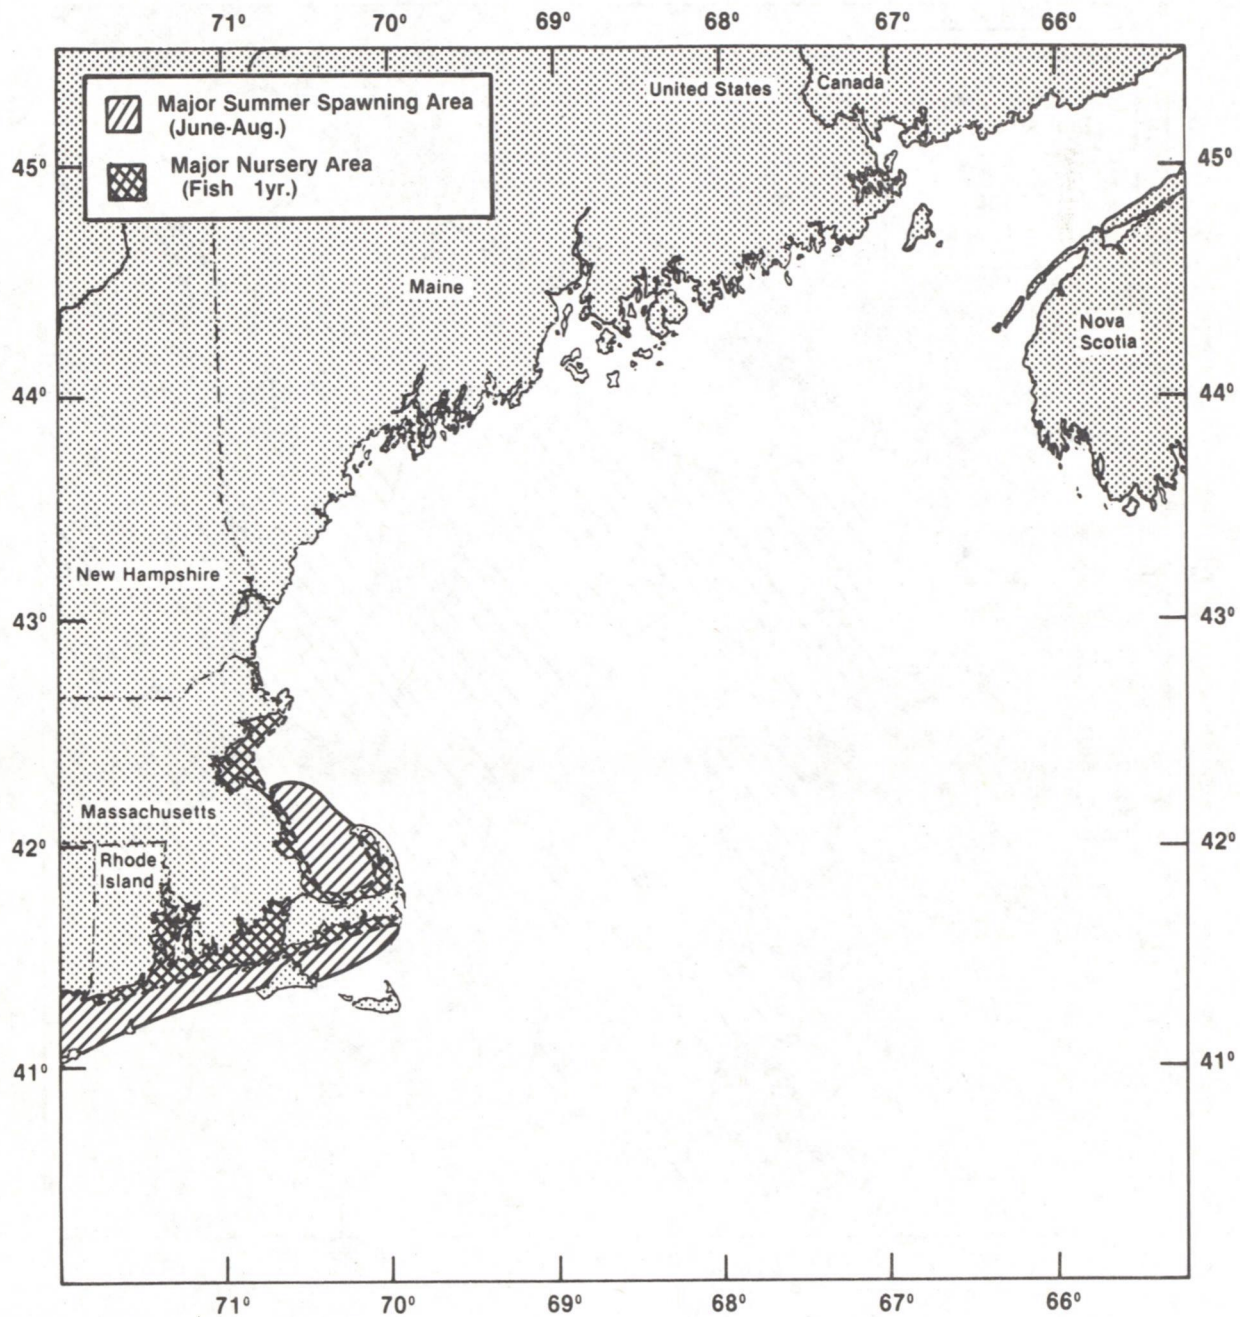 71° 70° 69° 68° 67° 66°
Major Summer Spawning Area
(June-Aug.)
Major Nursery Area
(Fish 1yr.)
United States
Canada
45° 45°
Maine
Nova
Scotia
44° 44°
New Hampshire
43° 43°
Massachusetts
42° 42°
Rhode
Island
41° 41°
71° 70° 69° 68° 67° 66°